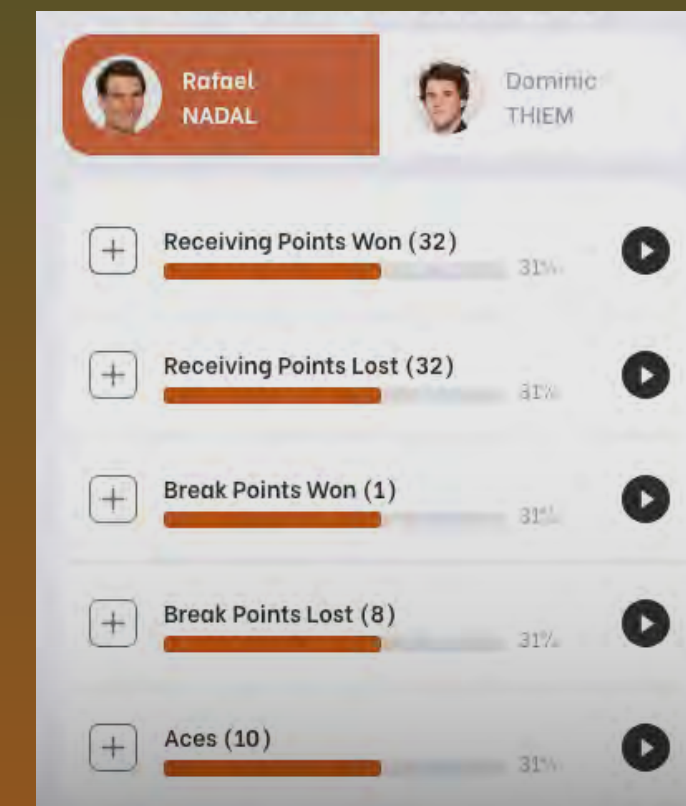 Rafael
NADAL
Dominic
THIEM
Receiving Points Won (32)
31%
Receiving Points Lost (32)
31%
Break Points Won (1)
31%
Break Points Lost (8)
31%
Aces (10)
31%